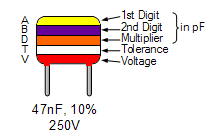 A 1st Digit
B 2nd Digit in pF
D Multiplier
T Tolerance
V Voltage
47nF, 10%
250V